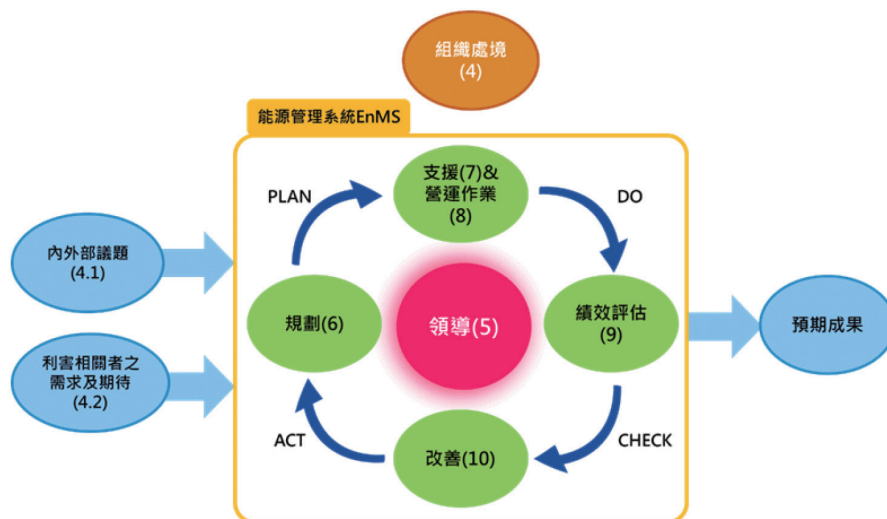 組織處境
(4)
能源管理系統EnMS
PLAN
支援(7)&
營運作業
(8)
DO
內外部議題
(4.1)
規劃(6)
領導(5)
績效評估
(9)
預期成果
利害相關者之
需求及期待
(4.2)
ACT
改善(10)
CHECK